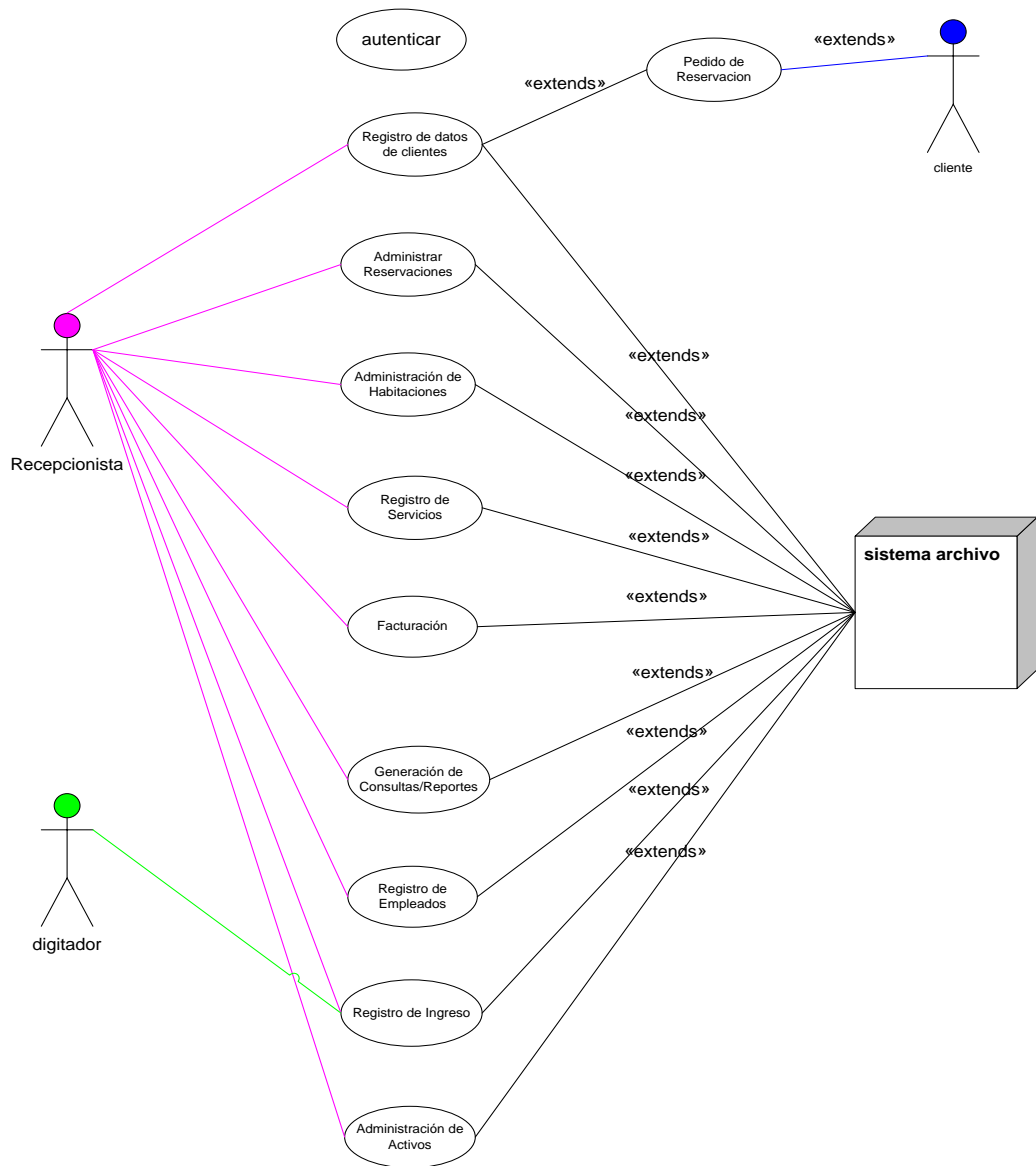 autenticar
«extends»
Pedido de
Reservacion
«extends»
cliente
Registro de datos
de clientes
Administrar
Reservaciones
Recepcionista
Administración de
Habitaciones
«extends»
«extends»
«extends»
Registro de
Servicios
«extends»
sistema archivo
Facturación
«extends»
Generación de
Consultas/Reportes
«extends»
«extends»
digitador
«extends»
«extends»
Registro de
Empleados
Registro de Ingreso
Administración de
Activos